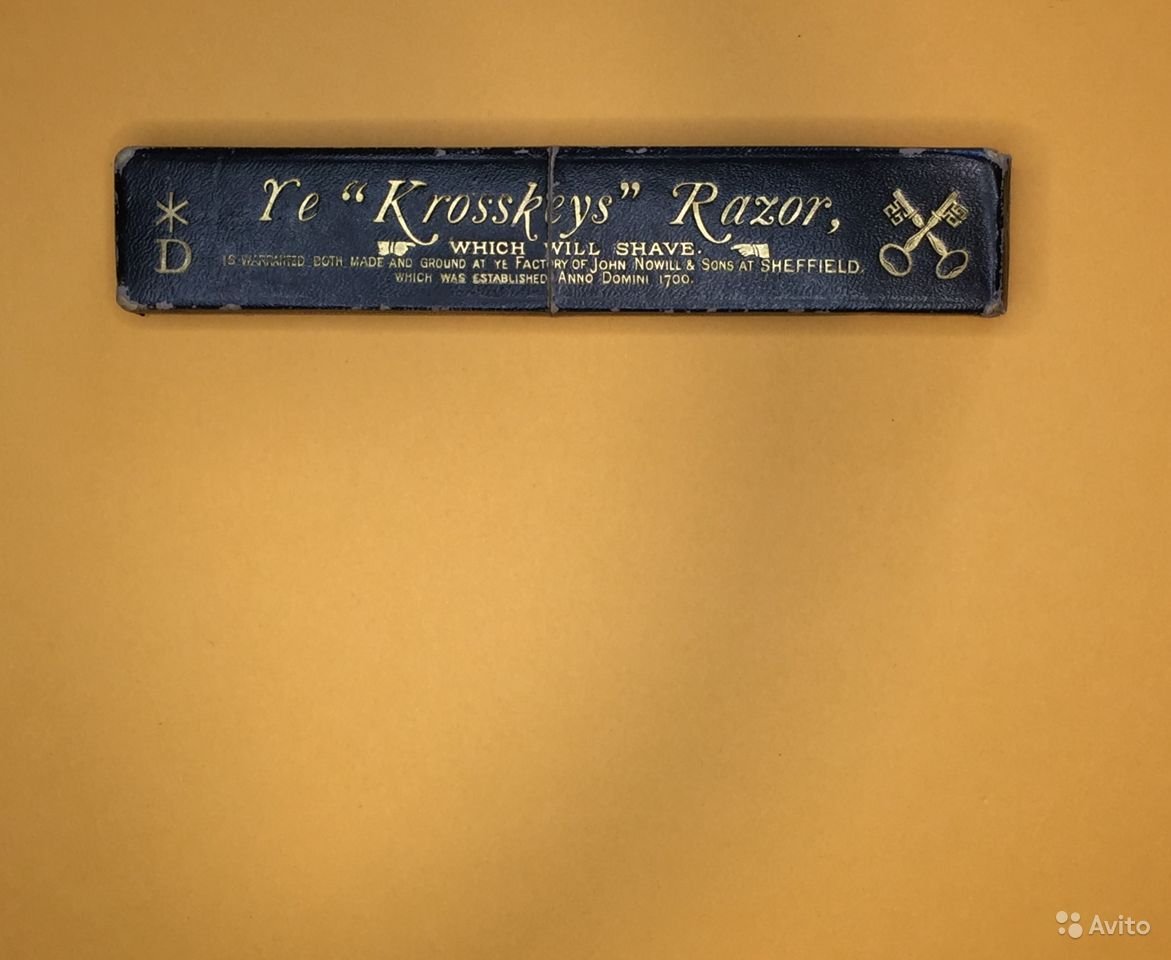 Ye “Krosskeys” Razor,
WHICH WILL SHAVE.
IS WARRANTED BOTH MADE AND GROUND AT YE FACTORY OF JOHN NOWILL & SONS AT SHEFFIELD.
WHICH WAS ESTABLISHED ANNO DOMINI 1700.
* D
Avito